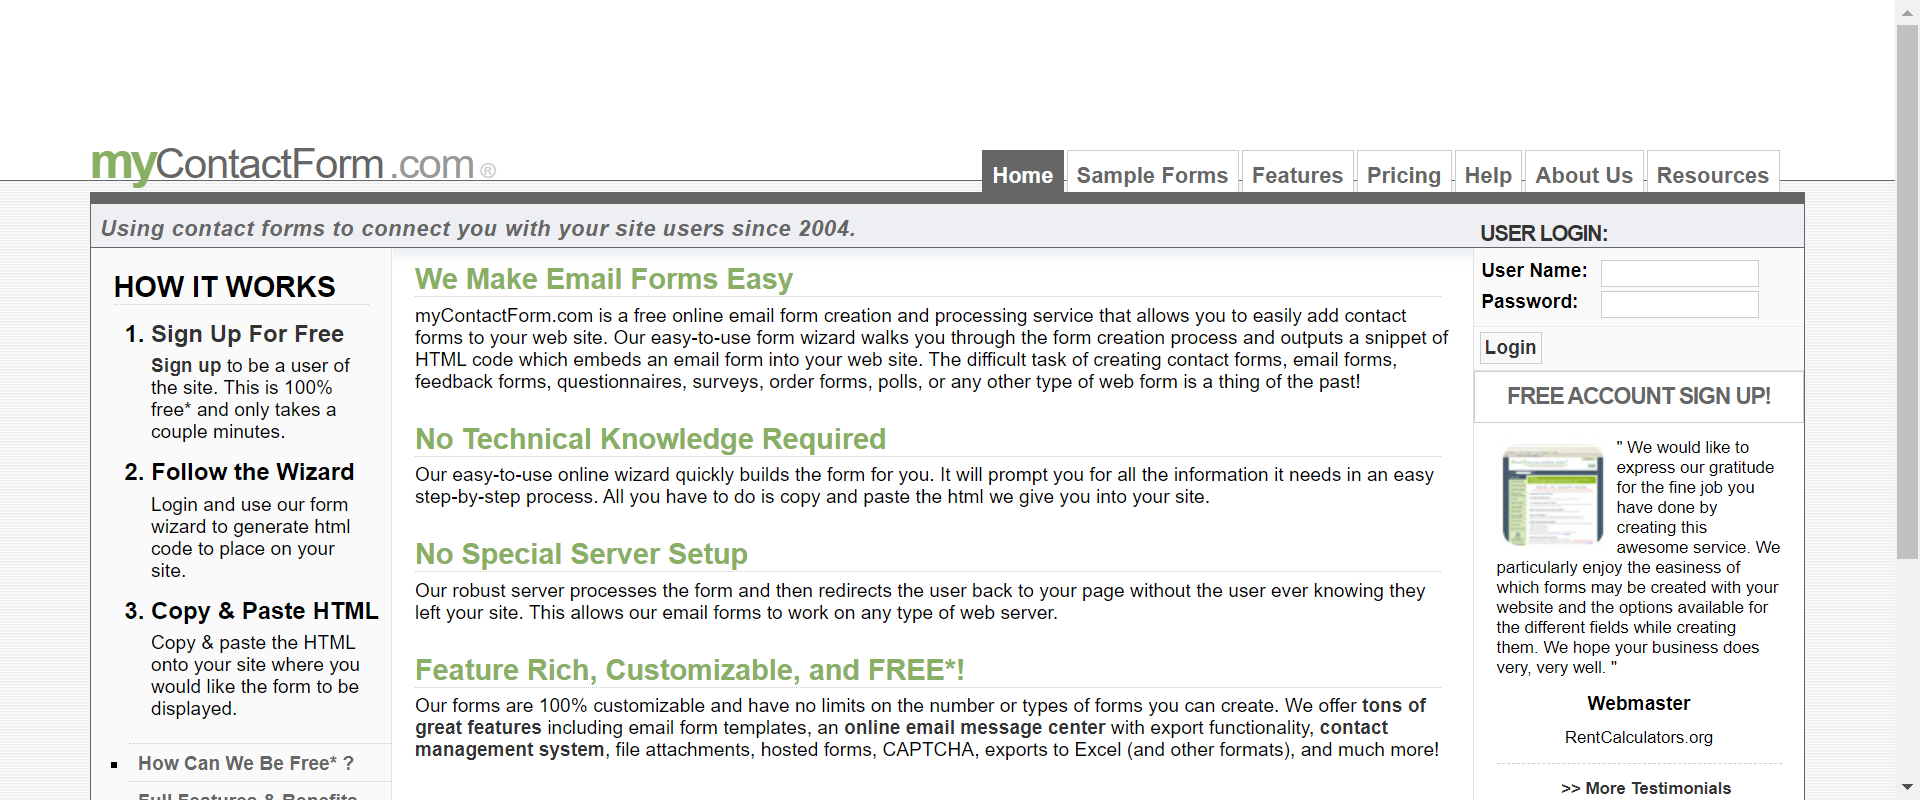 myContactForm.com ®
Home
Sample Forms
Features
Pricing
Help
About Us
Resources
Using contact forms to connect you with your site users since 2004.
USER LOGIN:
HOW IT WORKS
1. Sign Up For Free
Sign up to be a user of
the site. This is 100%
free* and only takes a
couple minutes.
2. Follow the Wizard
Login and use our form
wizard to generate html
code to place on your
site.
3. Copy & Paste HTML
Copy & paste the HTML
onto your site where you
would like the form to be
displayed.
How Can We Be Free* ?
Full Features & Benefits
We Make Email Forms Easy
myContactForm.com is a free online email form creation and processing service that allows you to easily add contact
forms to your web site. Our easy-to-use form wizard walks you through the form creation process and outputs a snippet of
HTML code which embeds an email form into your web site. The difficult task of creating contact forms, email forms,
feedback forms, questionnaires, surveys, order forms, polls, or any other type of web form is a thing of the past!
No Technical Knowledge Required
Our easy-to-use online wizard quickly builds the form for you. It will prompt you for all the information it needs in an easy
step-by-step process. All you have to do is copy and paste the html we give you into your site.
No Special Server Setup
Our robust server processes the form and then redirects the user back to your page without the user ever knowing they
left your site. This allows our email forms to work on any type of web server.
Feature Rich, Customizable, and FREE*!
Our forms are 100% customizable and have no limits on the number or types of forms you can create. We offer tons of
great features including email form templates, an online email message center with export functionality, contact
management system, file attachments, hosted forms, CAPTCHA, exports to Excel (and other formats), and much more!
User Name:
Password:
Login
FREE ACCOUNT SIGN UP!
" We would like to
express our gratitude
for the fine job you
have done by
creating this
awesome service. We
particularly enjoy the easiness of
which forms may be created with your
website and the options available for
the different fields while creating
them. We hope your business does
very, very well. "
Webmaster
RentCalculators.org
>> More Testimonials